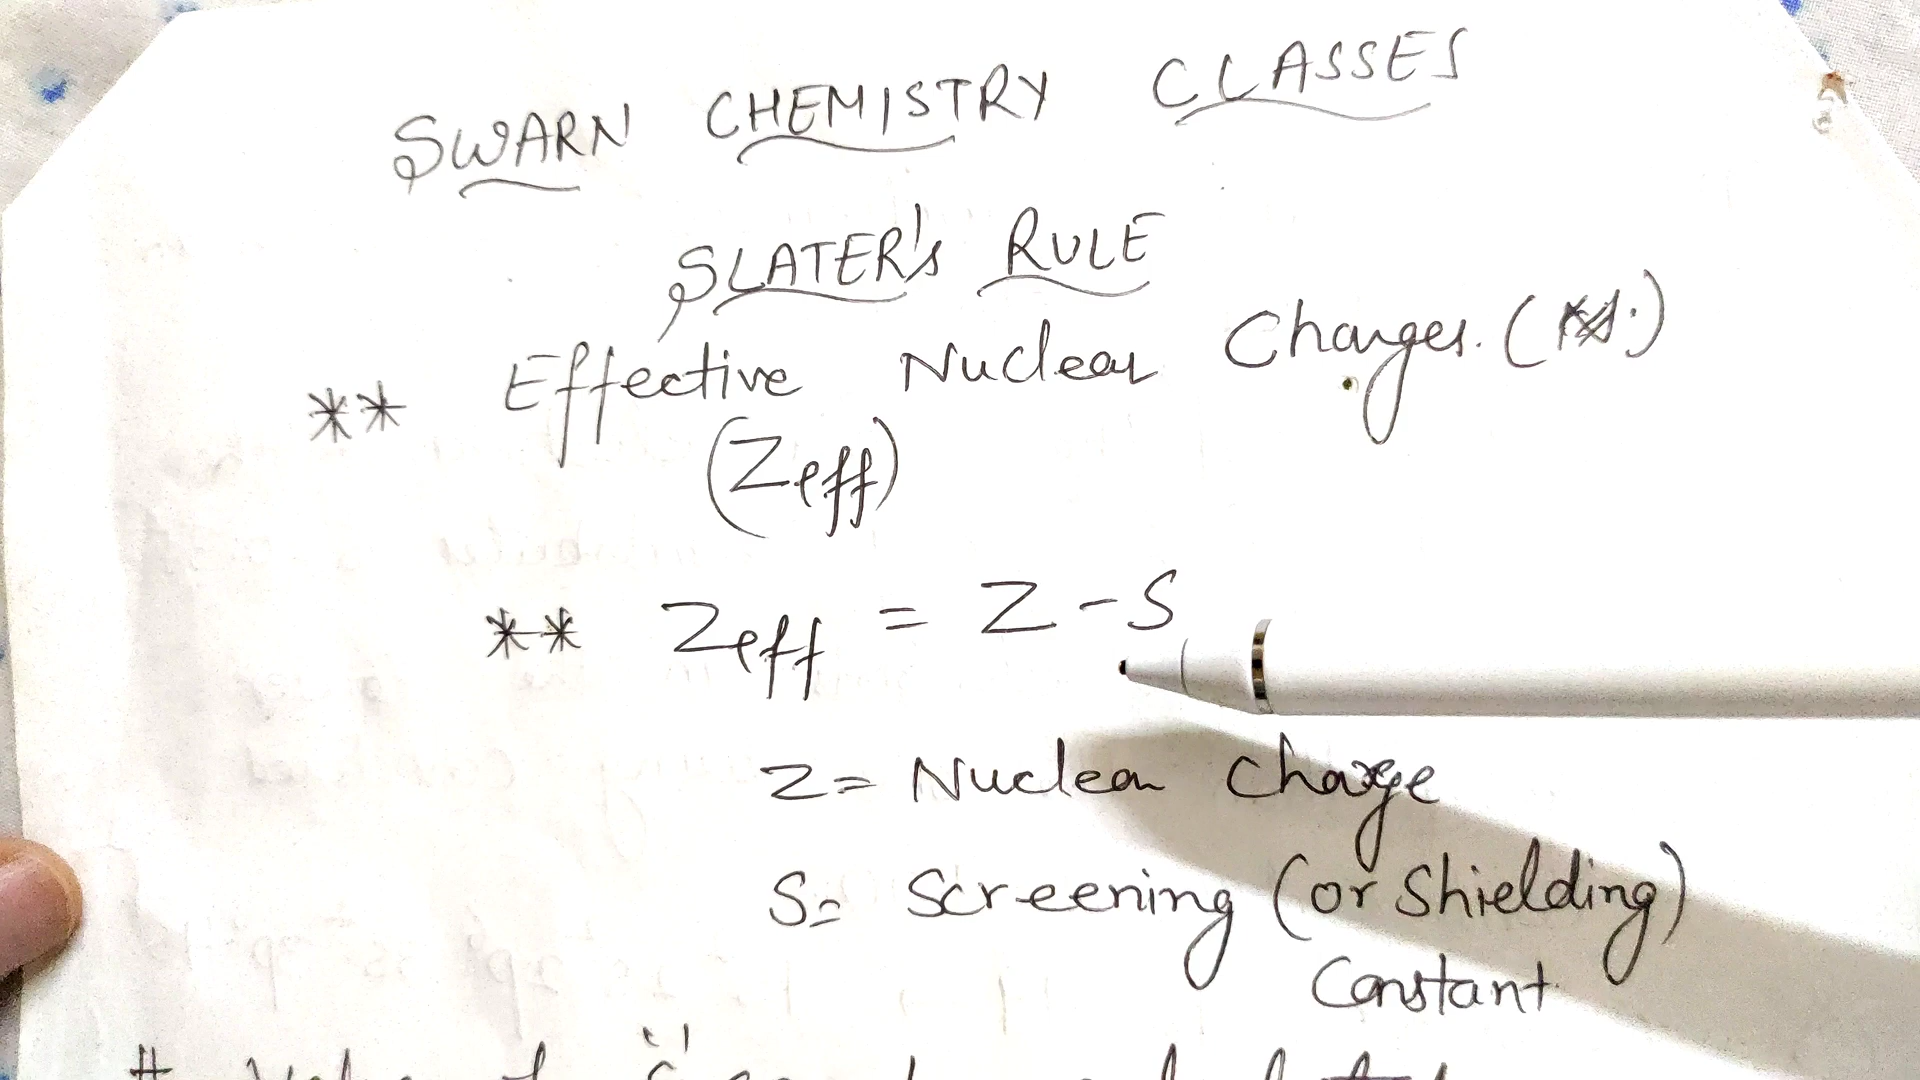 SWARN CHEMISTRY CLASSES
SLATER's RULE
** Effective Nuclear Charges. (
(Zeff)
** Zeff = Z - S
Z = Nuclear Charge
S = Screening (or Shielding)
Constant